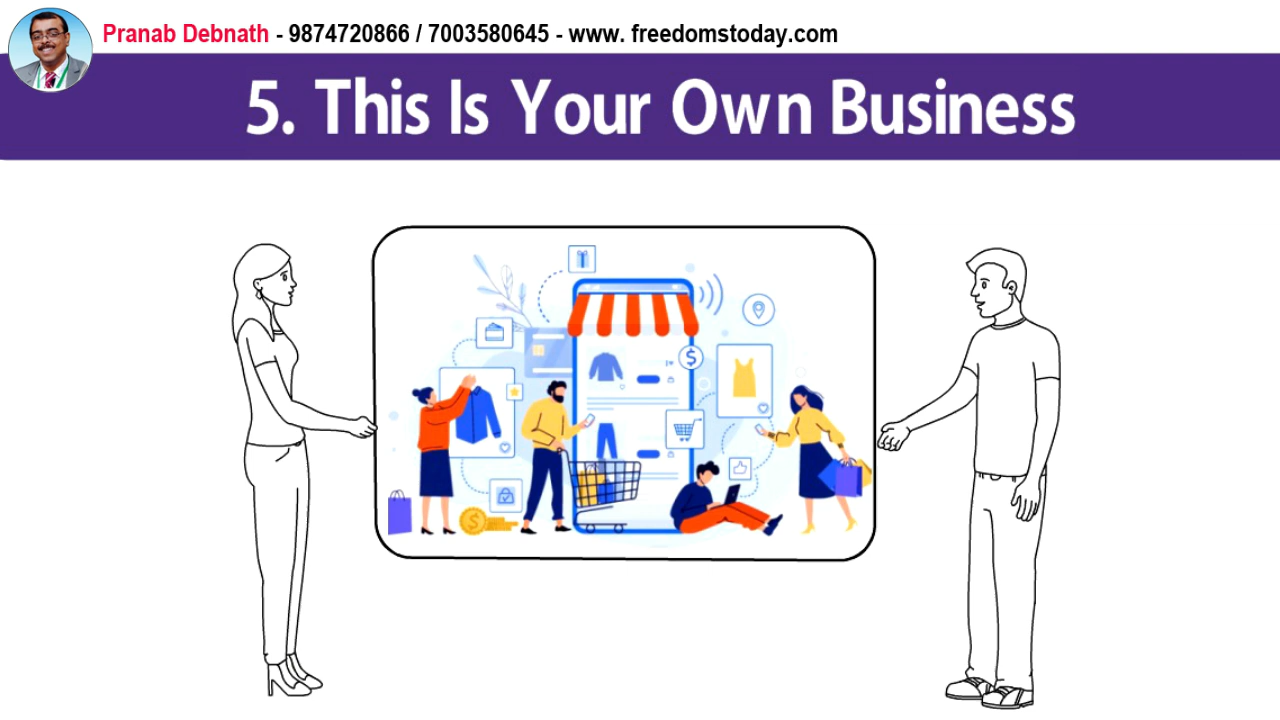 Pranab Debnath - 9874720866 / 7003580645 - www. freedomstoday.com
5. This Is Your Own Business
$
$